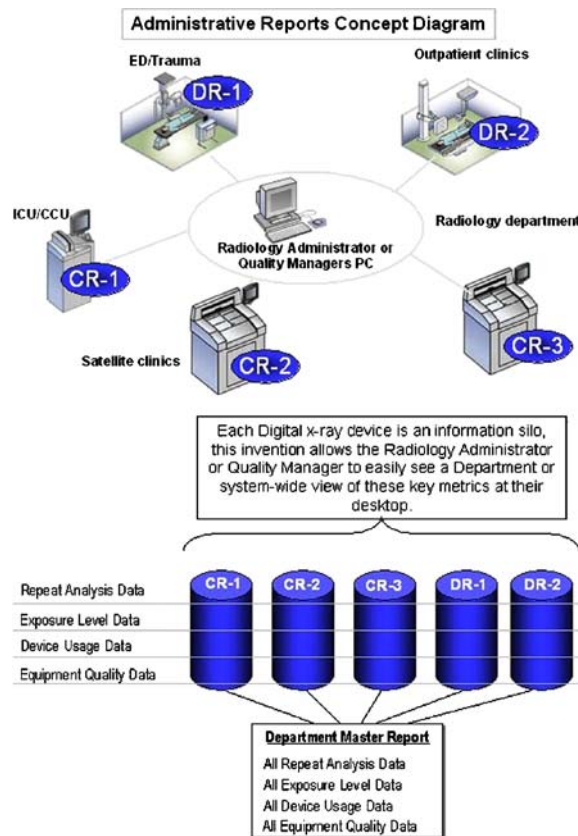 Administrative Reports Concept Diagram
ED/Trauma
DR-1
Outpatient clinics
DR-2
ICU/CCU
CR-1
Radiology Administrator or
Quality Managers PC
Radiology department
CR-3
Satellite clinics
CR-2
Each Digital x-ray device is an information silo,
this invention allows the Radiology Administrator
or Quality Manager to easily see a Department or
system-wide view of these key metrics at their
desktop.
CR-1 CR-2 CR-3 DR-1 DR-2
Repeat Analysis Data
Exposure Level Data
Device Usage Data
Equipment Quality Data
Department Master Report
All Repeat Analysis Data
All Exposure Level Data
All Device Usage Data
All Equipment Quality Data